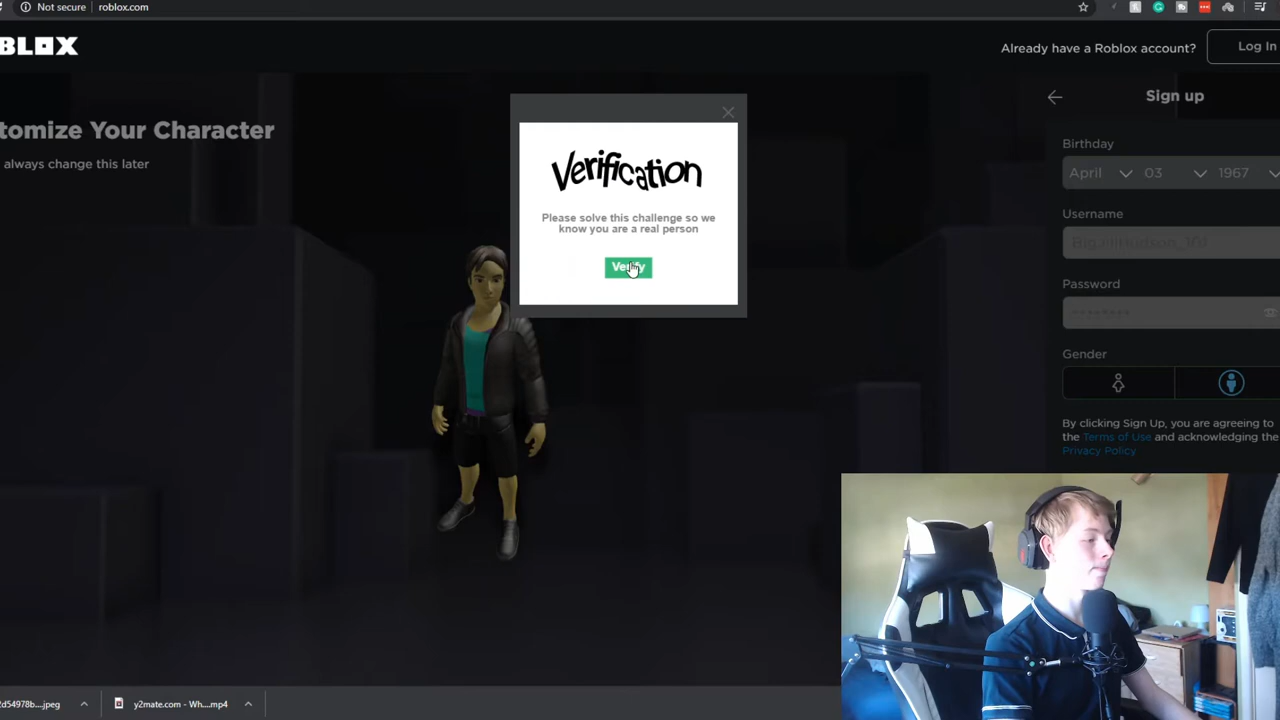 Not secure | roblox.com
BLOX
Already have a Roblox account?
Log In
tomize Your Character
always change this later
Verification
Please solve this challenge so we
know you are a real person
Verify
Sign up
Birthday
April 03 1967
Username
Password
********
Gender
By clicking Sign Up, you are agreeing to
the Terms of Use and acknowledging the
Privacy Policy
2d54978b....jpeg
y2mate.com - Wh....mp4